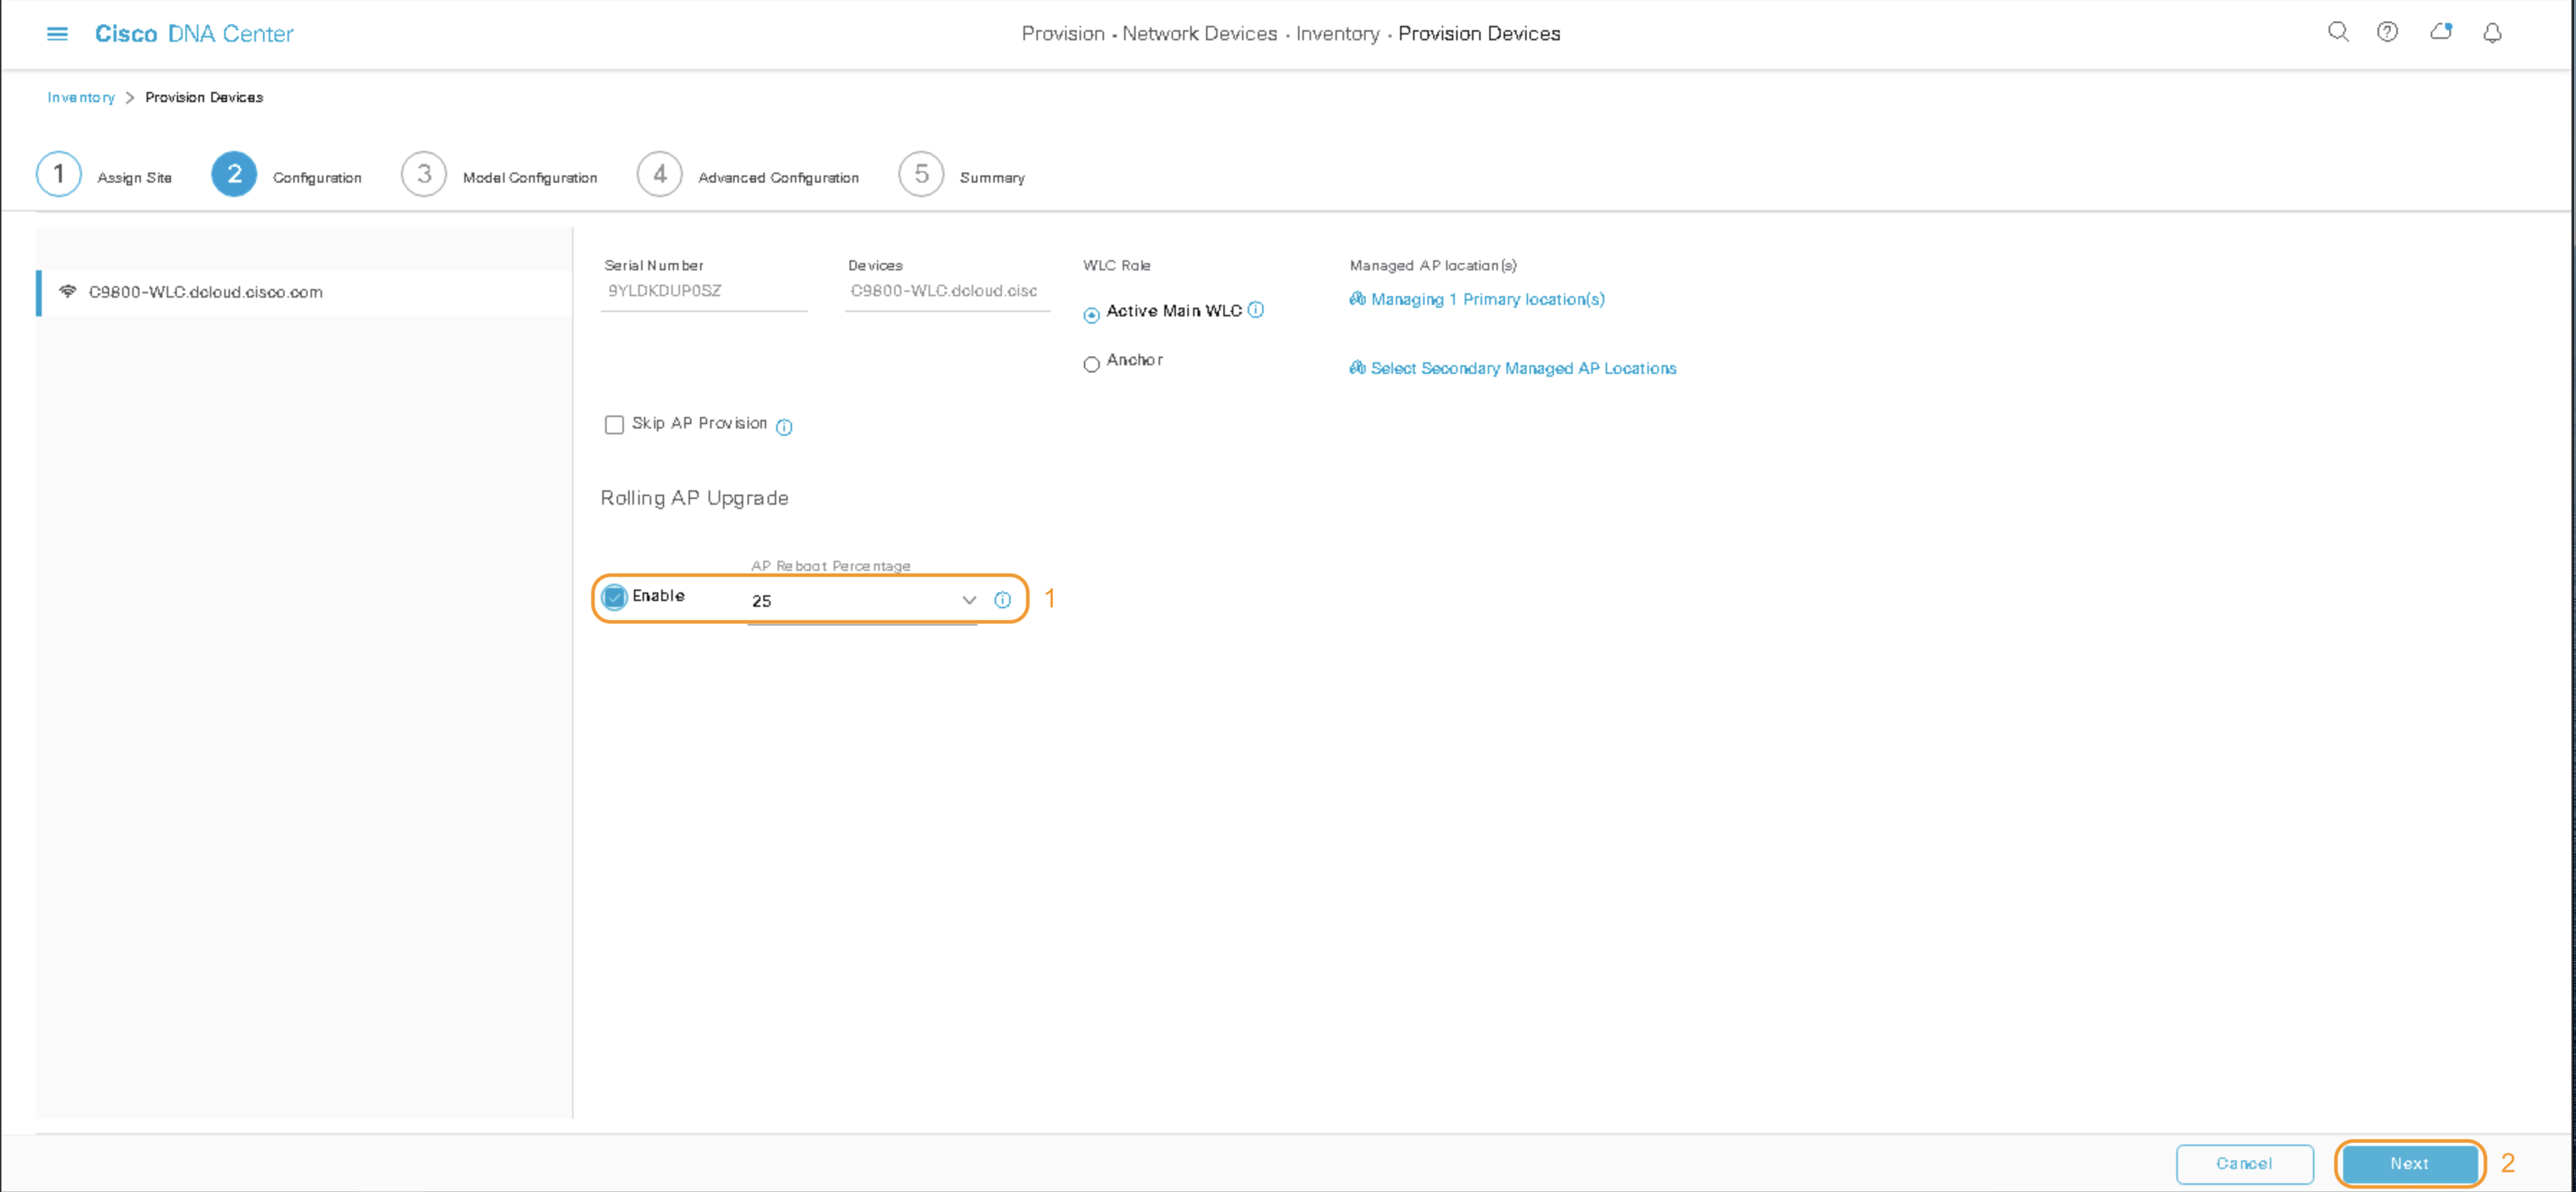 Cisco DNA Center
Provision • Network Devices • Inventory • Provision Devices
Inventory > Provision Devices
1 Assign Site 2 Configuration 3 Model Configuration 4 Advanced Configuration 5 Summary
C9800-WLC.dcloud.cisco.com
Serial Number
9YLDKDUP0SZ
Devices
C9800-WLC.dcloud.cisc
WLC Role
Active Main WLC
Anchor
Managed AP location(s)
Managing 1 Primary location(s)
Select Secondary Managed AP Locations
Skip AP Provision
Rolling AP Upgrade
AP Reboot Percentage
Enable 25 1
Cancel Next 2